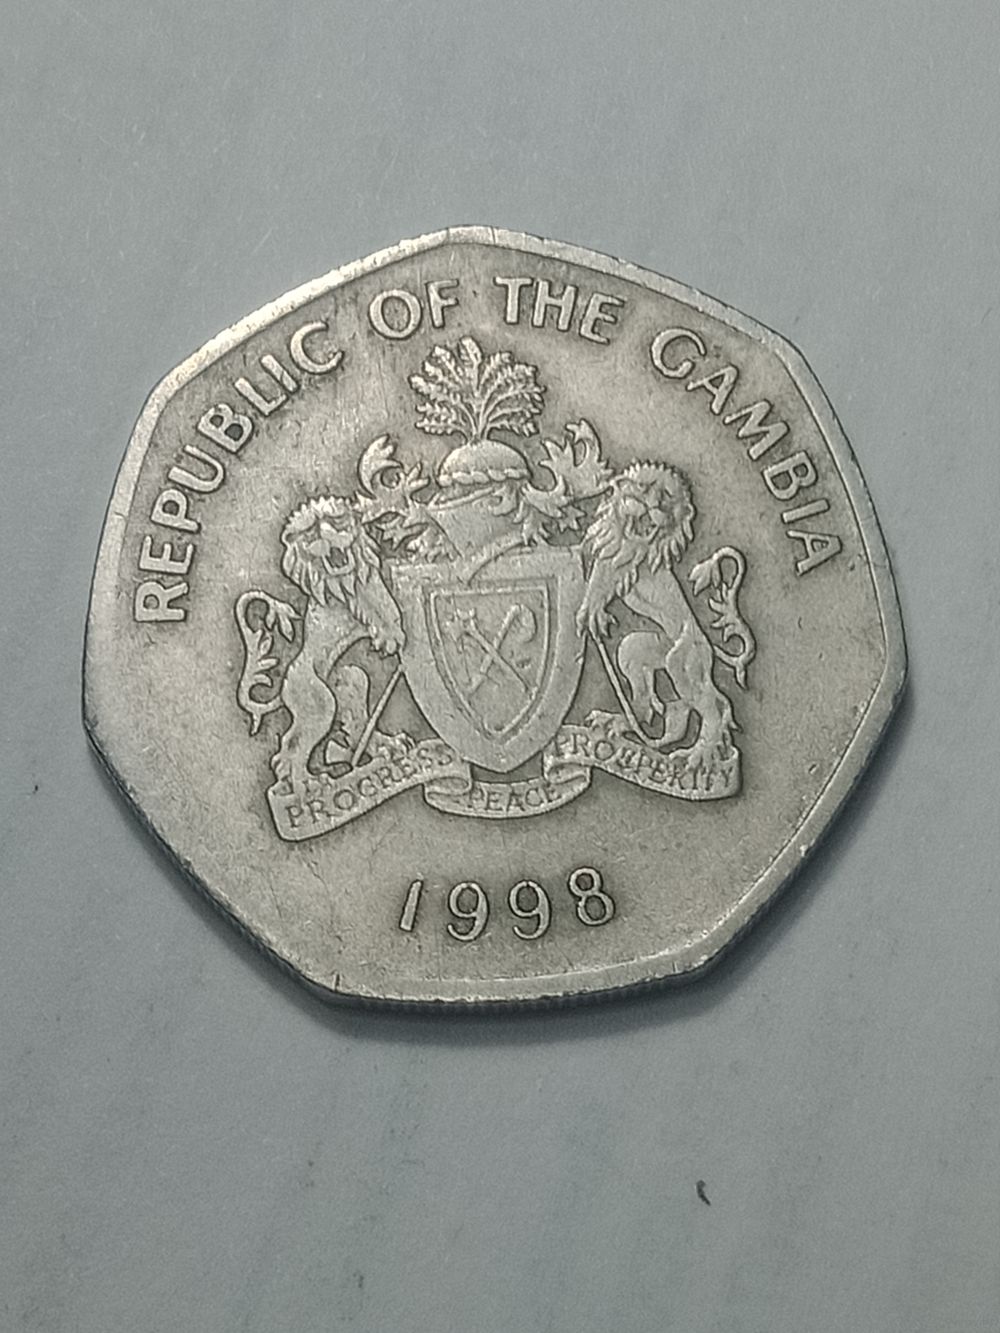 REPUBLIC OF THE GAMBIA
PROGRESS PEACE PROSPERITY
1998